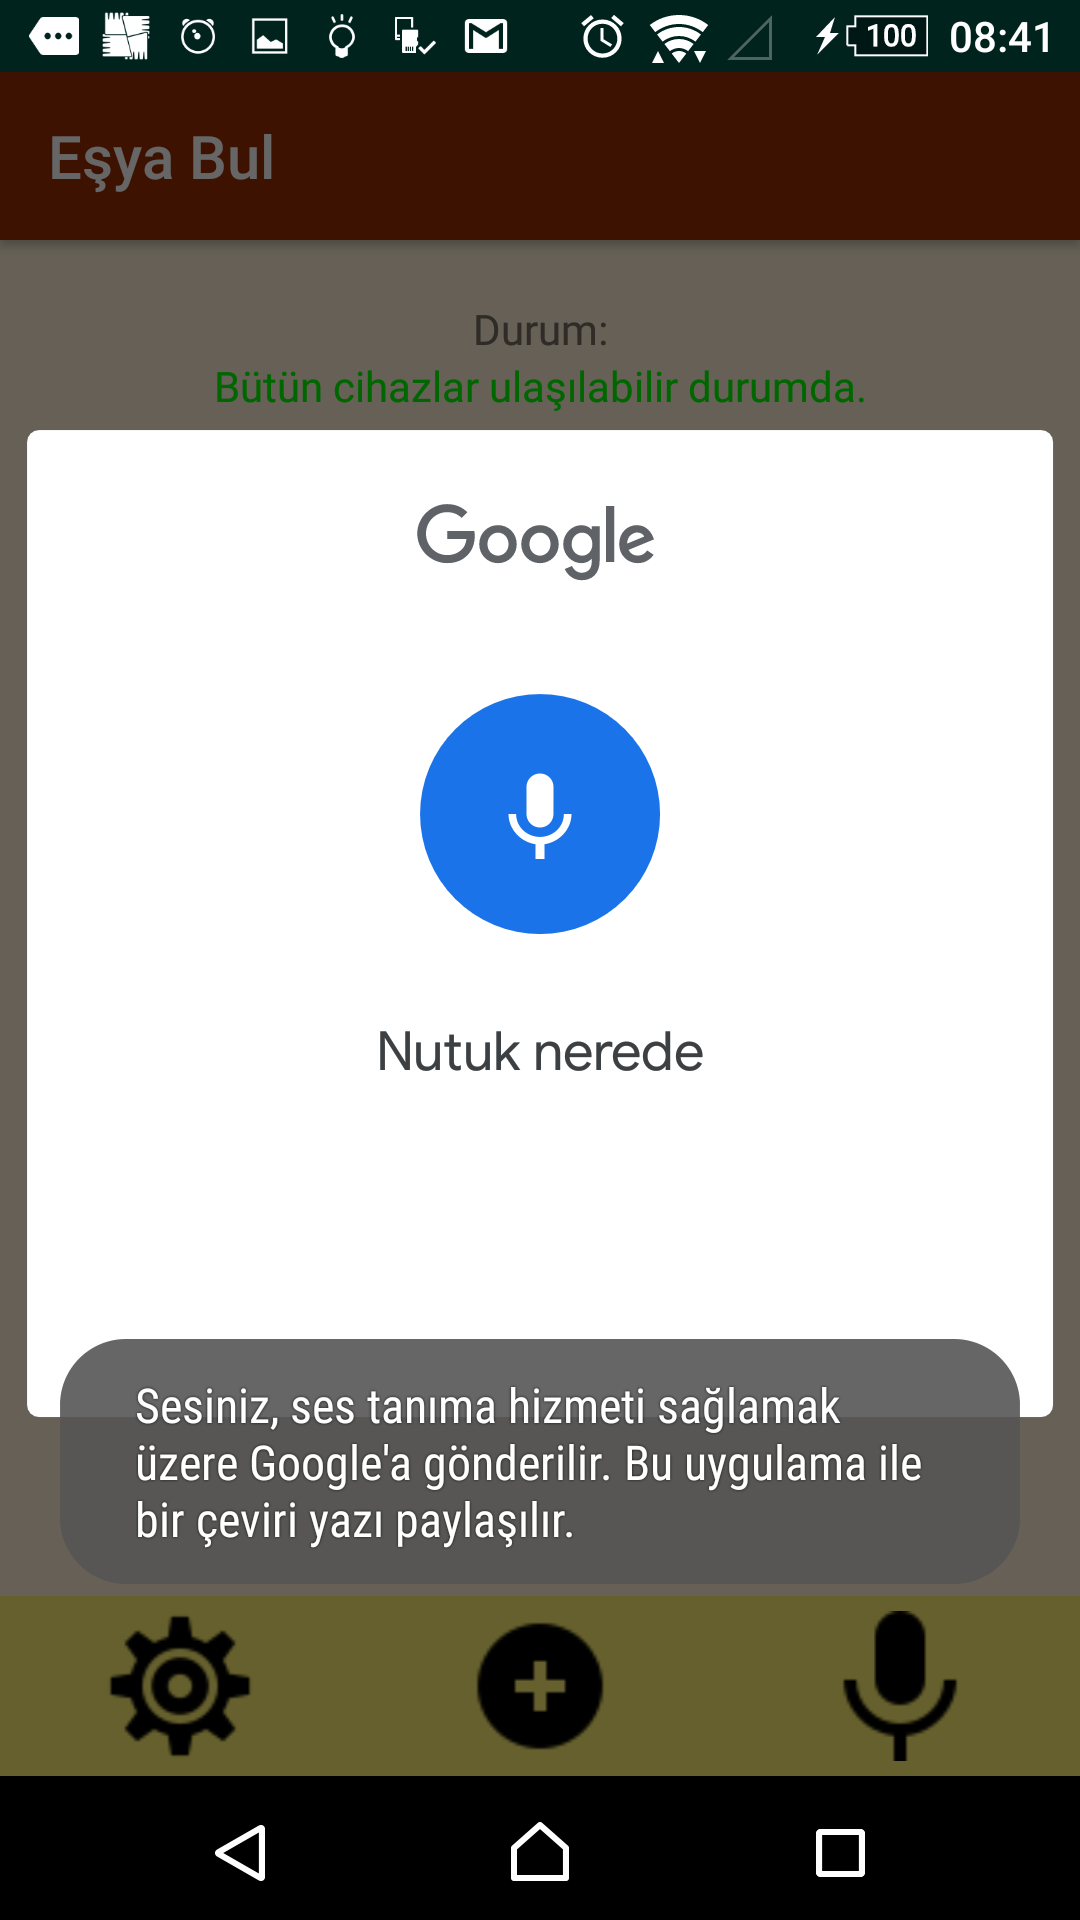 100 08:41
Eşya Bul
Durum:
Bütün cihazlar ulaşılabilir durumda.
Google
Nutuk nerede
Sesiniz, ses tanıma hizmeti sağlamak
üzere Google'a gönderilir. Bu uygulama ile
bir çeviri yazı paylaşılır.